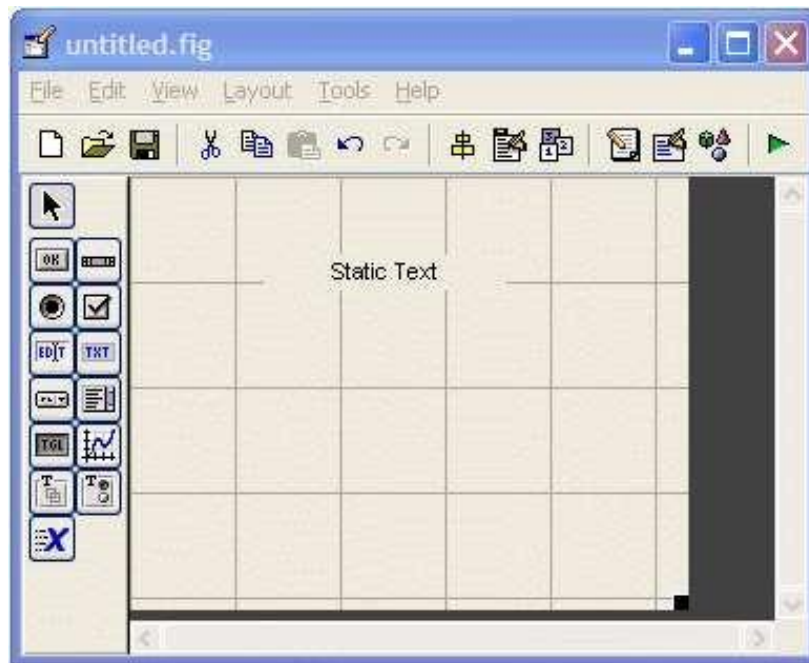 untitled.fig
File Edit View Layout Tools Help
Static Text
OK
EDIT TXT
TGL
T T
X